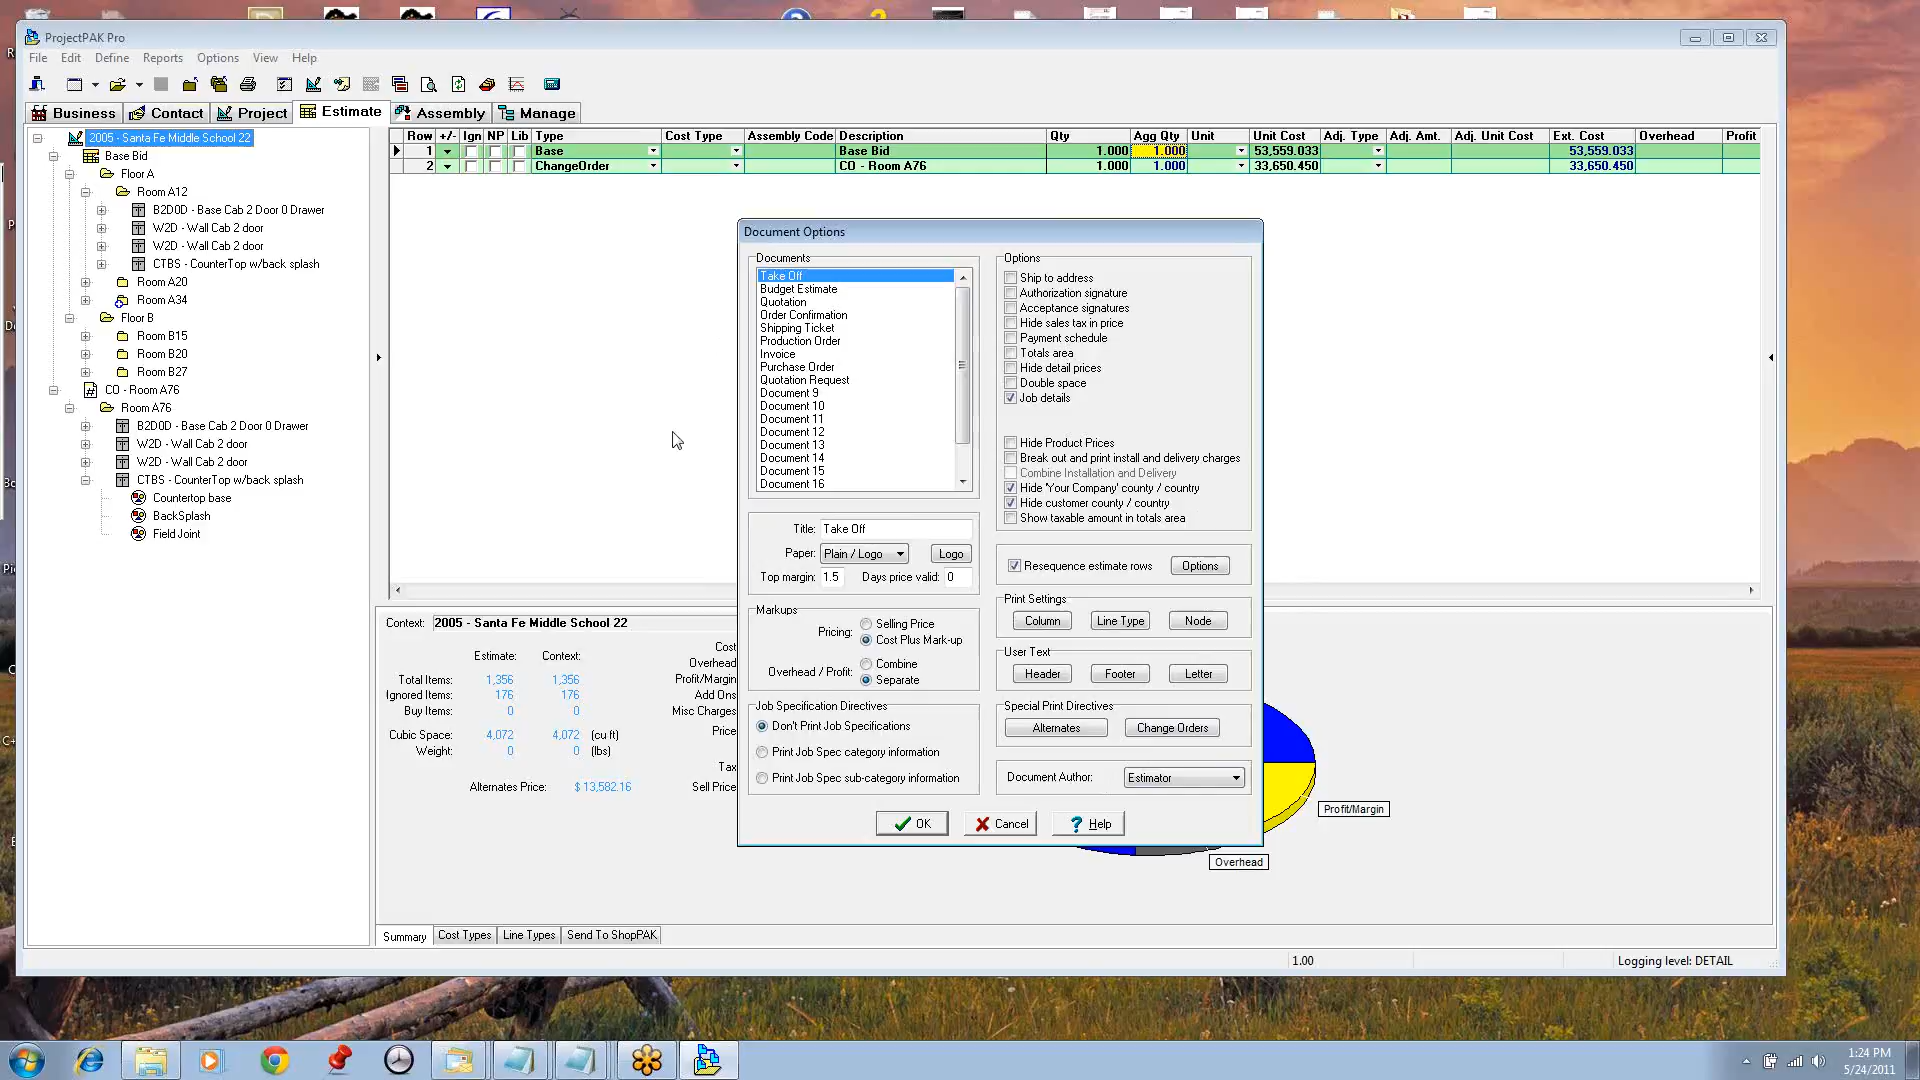 ProjectPAK Pro
File Edit Define Reports Options View Help
Business Contact Project Estimate Assembly Manage
2005 - Santa Fe Middle School 22
Base Bid
Floor A
Room A12
B2D0D - Base Cab 2 Door 0 Drawer
W2D - Wall Cab 2 door
W2D - Wall Cab 2 door
CTBS - CounterTop w/back splash
Room A20
Room A34
Floor B
Room B15
Room B20
Room B27
CO - Room A76
Room A76
B2D0D - Base Cab 2 Door 0 Drawer
W2D - Wall Cab 2 door
W2D - Wall Cab 2 door
CTBS - CounterTop w/back splash
Countertop base
BackSplash
Field Joint
Row +/- Ign NP Lib Type Cost Type Assembly Code Description Qty Agg Qty Unit Unit Cost Adj. Type Adj. Amt. Adj. Unit Cost Ext. Cost Overhead Profit
1 Base Base Bid 1.000 1.000 53,559.033 53,559.033
2 ChangeOrder CO - Room A76 1.000 1.000 33,650.450 33,650.450
Document Options
Documents
Take Off
Budget Estimate
Quotation
Order Confirmation
Shipping Ticket
Production Order
Invoice
Purchase Order
Quotation Request
Document 9
Document 10
Document 11
Document 12
Document 13
Document 14
Document 15
Document 16
Title: Take Off
Paper: Plain / Logo Logo
Top margin: 1.5 Days price valid: 0
Markups
Pricing: Selling Price
Cost Plus Mark-up
Overhead / Profit: Combine
Separate
Job Specification Directives
Don't Print Job Specifications
Print Job Spec category information
Print Job Spec sub-category information
Options
Ship to address
Authorization signature
Acceptance signatures
Hide sales tax in price
Payment schedule
Totals area
Hide detail prices
Double space
Job details
Hide Product Prices
Break out and print install and delivery charges
Combine Installation and Delivery
Hide 'Your Company' county / country
Hide customer county / country
Show taxable amount in totals area
Resequence estimate rows Options
Print Settings
Column Line Type Node
User Text
Header Footer Letter
Special Print Directives
Alternates Change Orders
Document Author: Estimator
OK Cancel Help
Context: 2005 - Santa Fe Middle School 22
Estimate: Context:
Total Items: 1,356 1,356
Ignored Items: 176 176
Buy Items: 0 0
Cubic Space: 4,072 4,072 (cu ft)
Weight: 0 0 (lbs)
Alternates Price: $ 13,582.16
Cost
Overhead
Profit/Margin
Add Ons
Misc Charges
Price
Tax
Sell Price
Profit/Margin
Overhead
Summary Cost Types Line Types Send To ShopPAK
1.00 Logging level: DETAIL
1:24 PM
5/24/2011